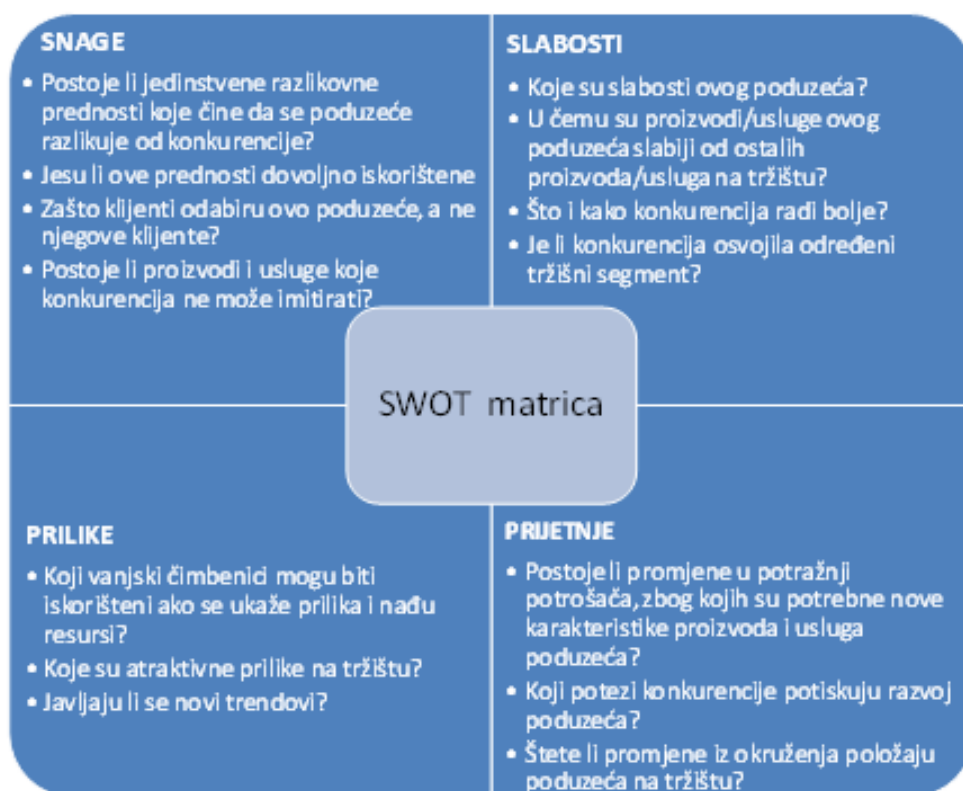 SNAGE
• Postoje li jedinstvene razlikovne
prednosti koje čine da se poduzeće
razlikuje od konkurencije?
• Jesu li ove prednosti dovoljno iskorištene
• Zašto klijenti odabiru ovo poduzeće, a ne
njegove klijente?
• Postoje li proizvodi i usluge koje
konkurencija ne može imitirati?
SLABOSTI
• Koje su slabosti ovog poduzeća?
• U čemu su proizvodi/usluge ovog
poduzeća slabiji od ostalih
proizvoda/usluga na tržištu?
• Što i kako konkurencija radi bolje?
• Je li konkurencija osvojila određeni
tržišni segment?
SWOT matrica
PRILIKE
• Koji vanjski čimbenici mogu biti
iskorišteni ako se ukaže prilika i nađu
resursi?
• Koje su atraktivne prilike na tržištu?
• Javljaju li se novi trendovi?
PRIJETNJE
• Postoje li promjene u potražnji
potrošača, zbog kojih su potrebne nove
karakteristike proizvoda i usluga
poduzeća?
• Koji potezi konkurencije potiskuju razvoj
poduzeća?
• Štete li promjene iz okruženja položaju
poduzeća na tržištu?